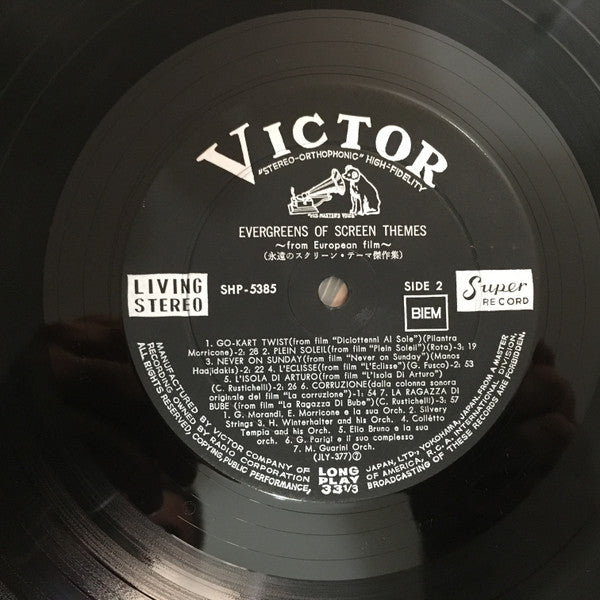 VICTOR
"STEREO-ORTHOPHONIC" HIGH-FIDELITY
"HIS MASTER'S VOICE"
EVERGREENS OF SCREEN THEMES
~from European film~
(永遠のスクリーン・テーマ傑作集)
LIVING STEREO
SHP-5385
SIDE 2
BIEM
Super RECORD
1. GO-KART TWIST(from film "Diciottenni Al Sole")(Pilantra
Morricone)-2: 28 2. PLEIN SOLEIL(from film "Plein Soleil")(Rota)-3: 19
3. NEVER ON SUNDAY(from film "Never on Sunday")(Manos
Hadjidakis)-2: 22 4. L'ECLISSE(from film "L'Eclisse")(G. Fusco)-2: 53
5. L'ISOLA DI ARTURO(from film "L'Isola Di Arturo")
(C. Rustichelli)-2: 26 6. CORRUZIONE(dalla colonna sonora
originale del film "La corruzione")-1: 54 7. LA RAGAZZA DI
BUBE (from film "La Ragazza Di Bube")(C. Rustichelli)-3: 57
1. G. Morandi, E. Morricone e la sua Orch. 2. Silvery
Strings 3. H. Winterhalter and his Orch. 4. Colletto
Tempia and his Orch. 5. Elio Bruno e la sua
orch. 6. G. Parigi e il suo complesso
7. M. Guarini Orch.
(JLY-377)②
LONG
PLAY
33 1/3
MANUFACTURED BY VICTOR COMPANY OF JAPAN, LTD., YOKOHAMA, JAPAN, FROM A MASTER
RECORDING OWNED BY RADIO CORPORATION OF AMERICA, R.C.A. INTERNATIONAL DIVISION.
ALL RIGHTS RESERVED, COPYING, PUBLIC PERFORMANCE, BROADCASTING OF THESE RECORDS ARE FORBIDDEN.